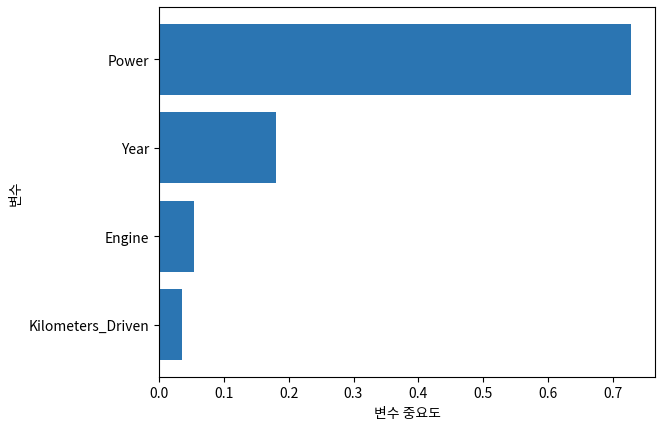 Power
Year
변수
Engine
Kilometers_Driven
0.0 0.1 0.2 0.3 0.4 0.5 0.6 0.7
변수 중요도